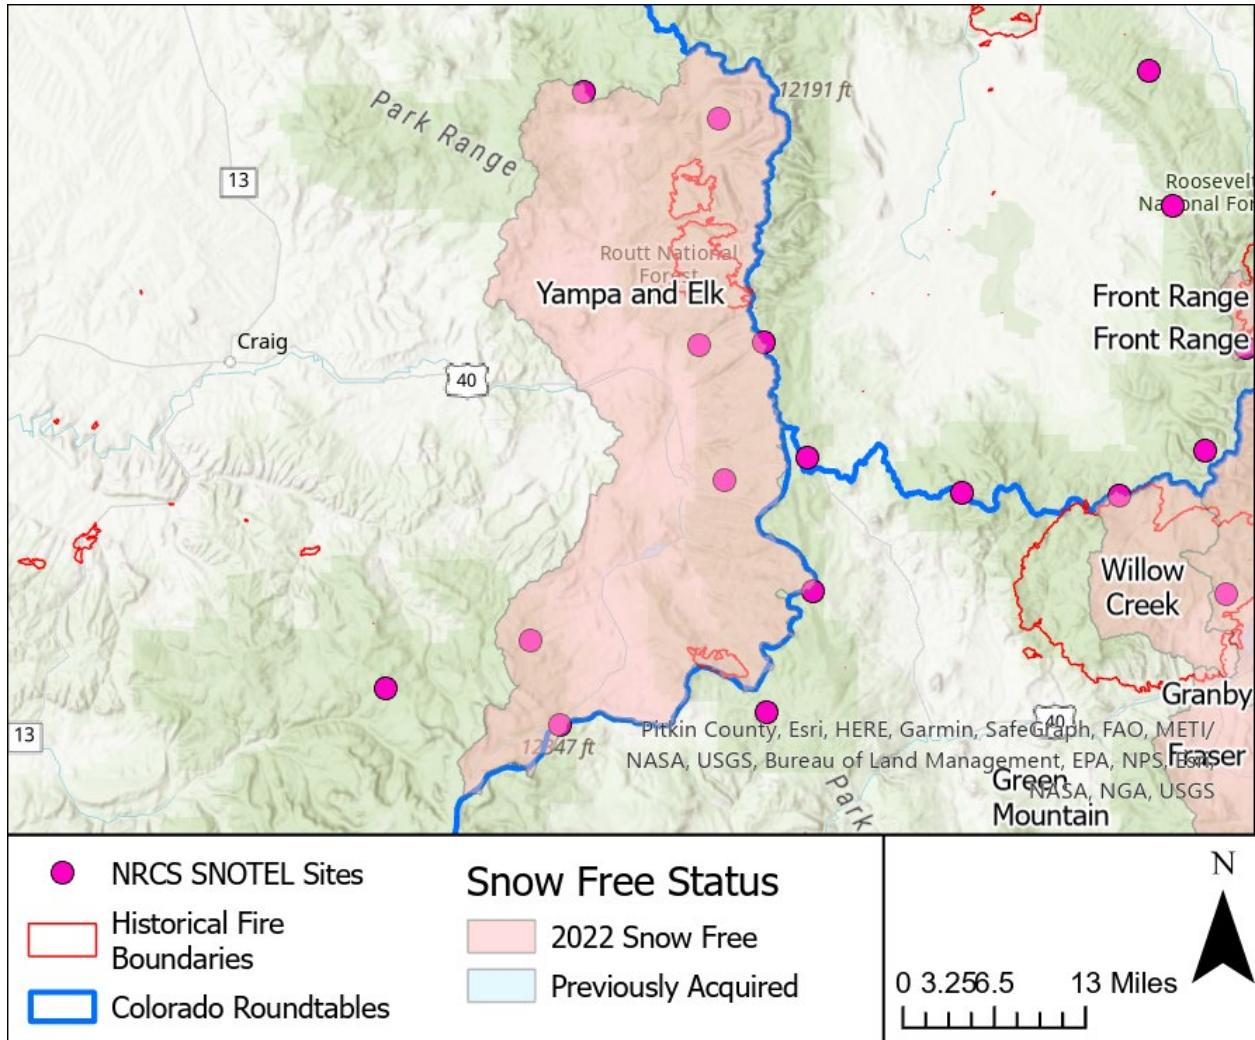 12191 ft
Park Range
13
Roosevelt
National For
Routt National
Forest
Yampa and Elk
Front Range
Front Range
Craig
40
Willow
Creek
Granby
40
13
12347 ft
Pitkin County, Esri, HERE, Garmin, SafeGraph, FAO, METI/
NASA, USGS, Bureau of Land Management, EPA, NPS, Esri,
NASA, NGA, USGS
Fraser
Green
Mountain
Park
NRCS SNOTEL Sites
Historical Fire
Boundaries
Colorado Roundtables
Snow Free Status
2022 Snow Free
Previously Acquired
N
0 3.25 6.5 13 Miles